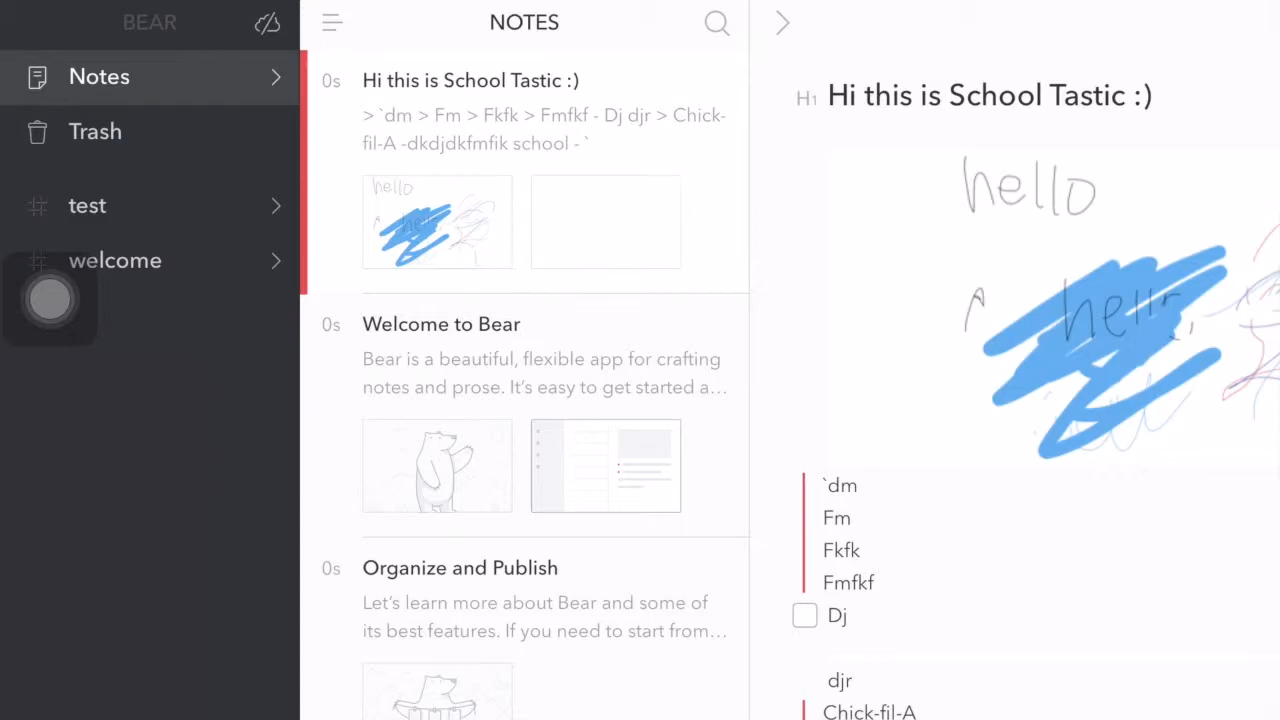 BEAR
Notes
Trash
test
welcome
NOTES
0s
Hi this is School Tastic :)
> `dm > Fm > Fkfk > Fmfkf - Dj djr > Chick-
fil-A -dkdjdkfmfik school - `
hello
hello
0s
Welcome to Bear
Bear is a beautiful, flexible app for crafting
notes and prose. It’s easy to get started a…
0s
Organize and Publish
Let’s learn more about Bear and some of
its best features. If you need to start from…
H1 Hi this is School Tastic :)
hello
hello
`dm
Fm
Fkfk
Fmfkf
Dj
djr
Chick-fil-A